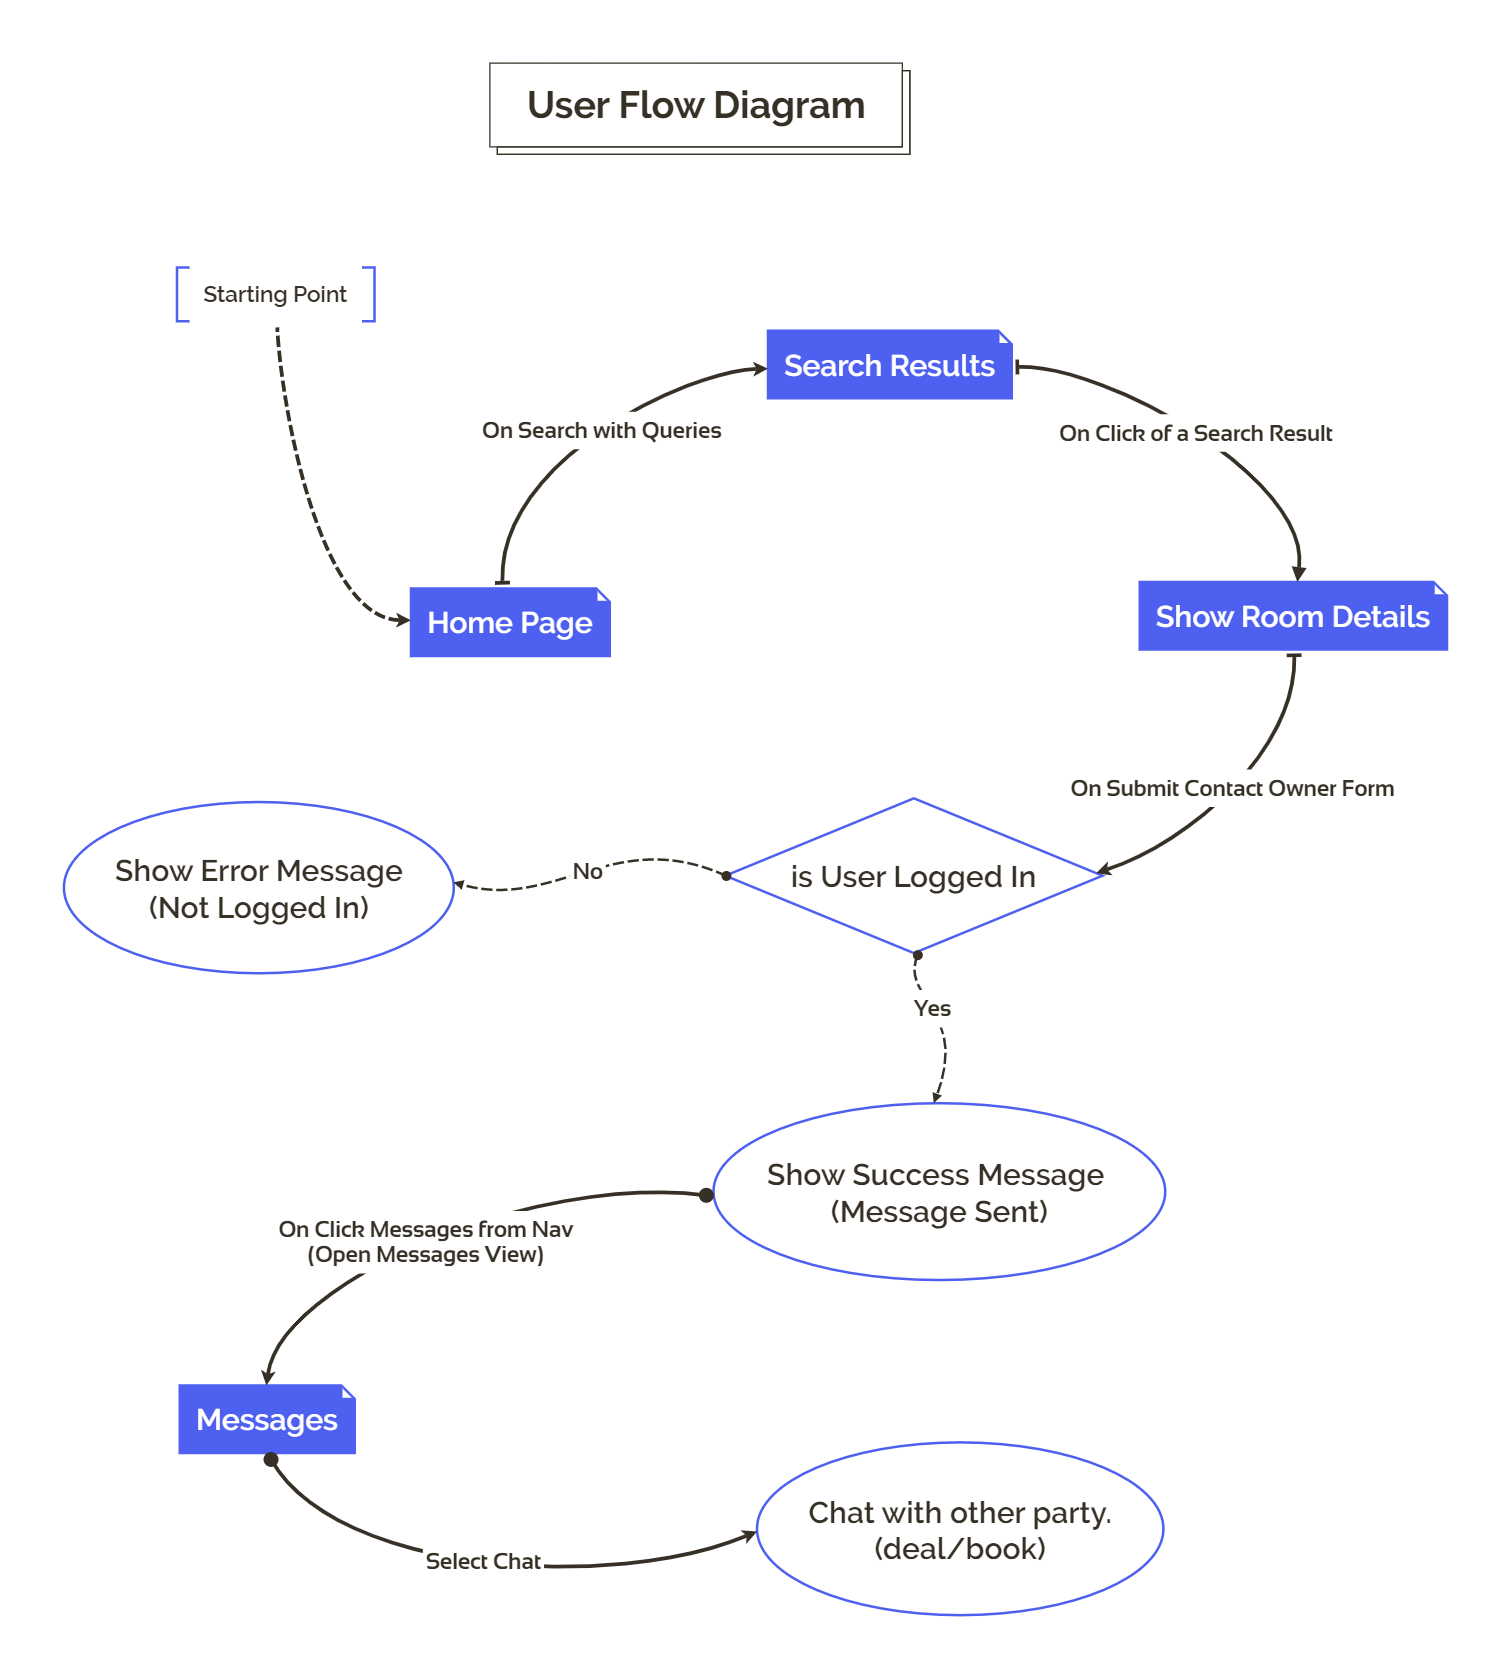 User Flow Diagram
Starting Point
Search Results
On Search with Queries
On Click of a Search Result
Home Page
Show Room Details
On Submit Contact Owner Form
Show Error Message
(Not Logged In)
No
is User Logged In
Yes
Show Success Message
(Message Sent)
On Click Messages from Nav
(Open Messages View)
Messages
Select Chat
Chat with other party.
(deal/book)